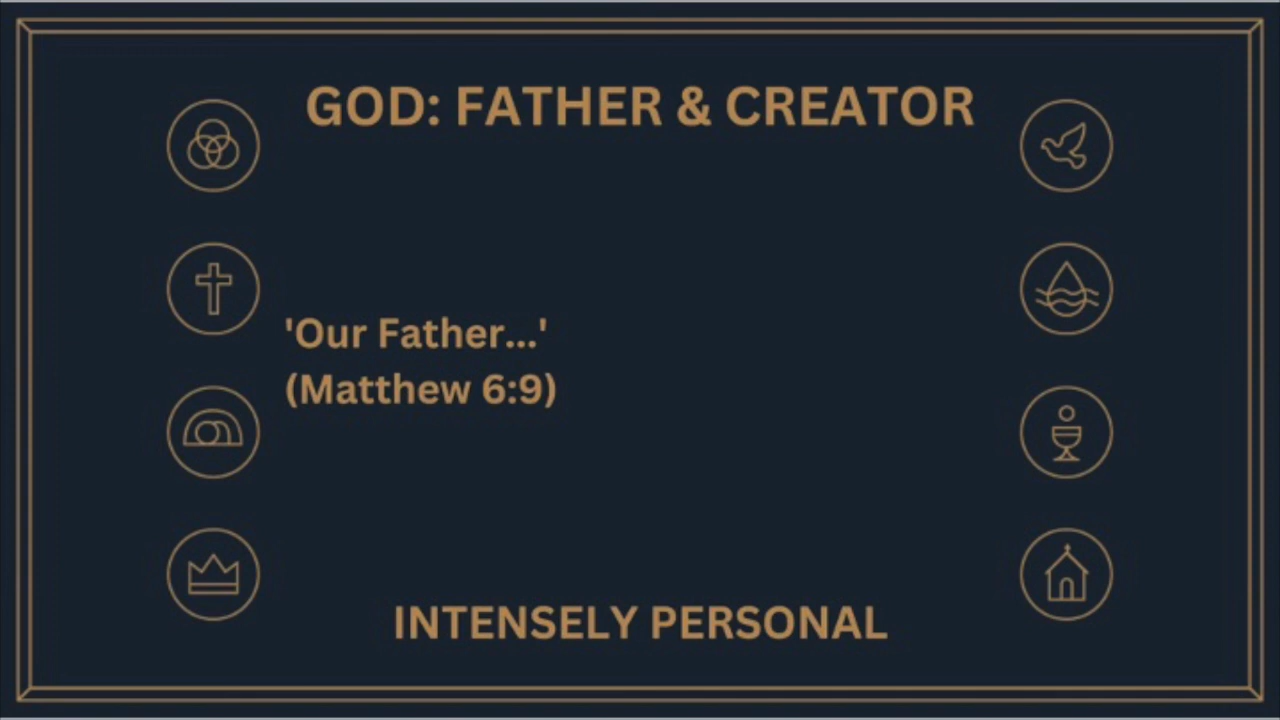 GOD: FATHER & CREATOR
'Our Father...'
(Matthew 6:9)
INTENSELY PERSONAL